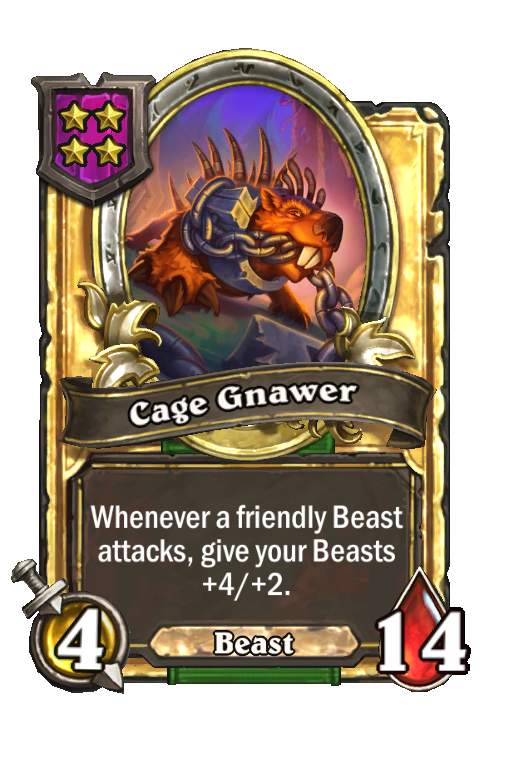 Cage Gnawer
Whenever a friendly Beast
attacks, give your Beasts
+4/+2.
4
Beast
14